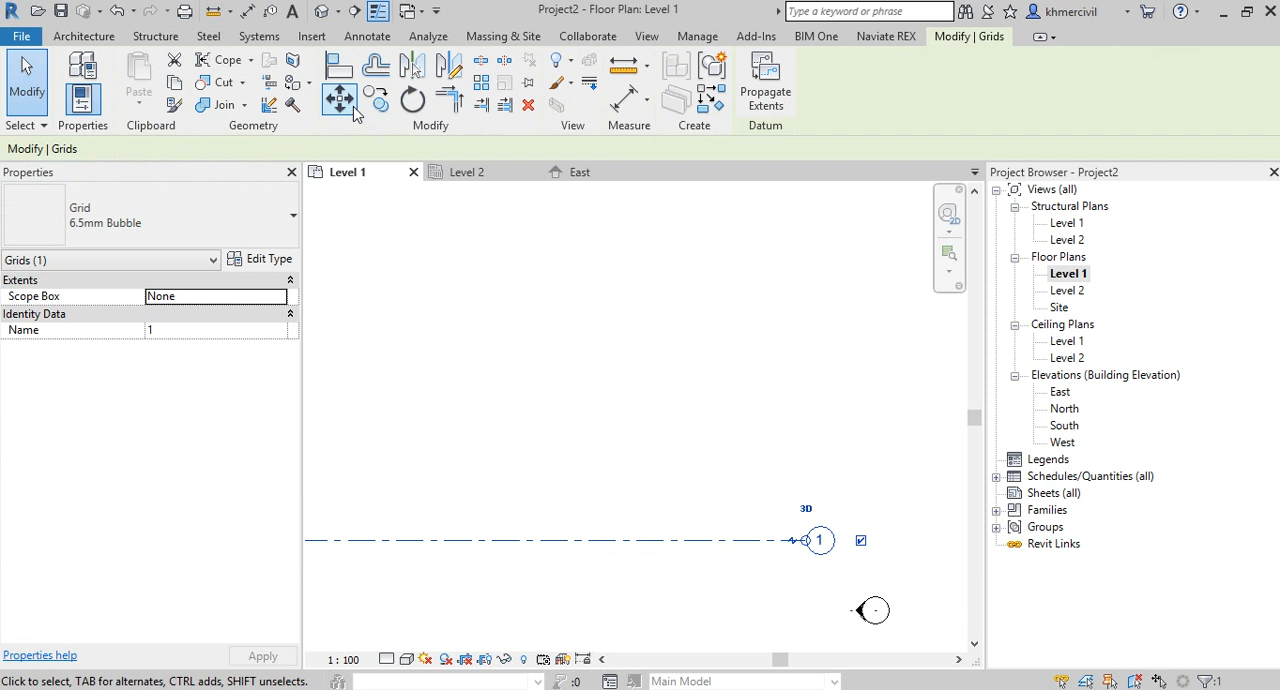 Project2 - Floor Plan: Level 1
Type a keyword or phrase
khmercivil
File Architecture Structure Steel Systems Insert Annotate Analyze Massing & Site Collaborate View Manage Add-Ins BIM One Naviate REX Modify | Grids
Modify
Paste
Cope
Cut
Join
Propagate
Extents
Select Properties Clipboard Geometry Modify View Measure Create Datum
Modify | Grids
Properties
Level 1
Level 2
East
Project Browser - Project2
Grid
6.5mm Bubble
Grids (1)
Edit Type
Extents
Scope Box None
Identity Data
Name 1
2D
Views (all)
Structural Plans
Level 1
Level 2
Floor Plans
Level 1
Level 2
Site
Ceiling Plans
Level 1
Level 2
Elevations (Building Elevation)
East
North
South
West
Legends
Schedules/Quantities (all)
Sheets (all)
Families
Groups
Revit Links
3D
1
Properties help
Apply
1 : 100
Click to select, TAB for alternates, CTRL adds, SHIFT unselects.
:0
Main Model
:1